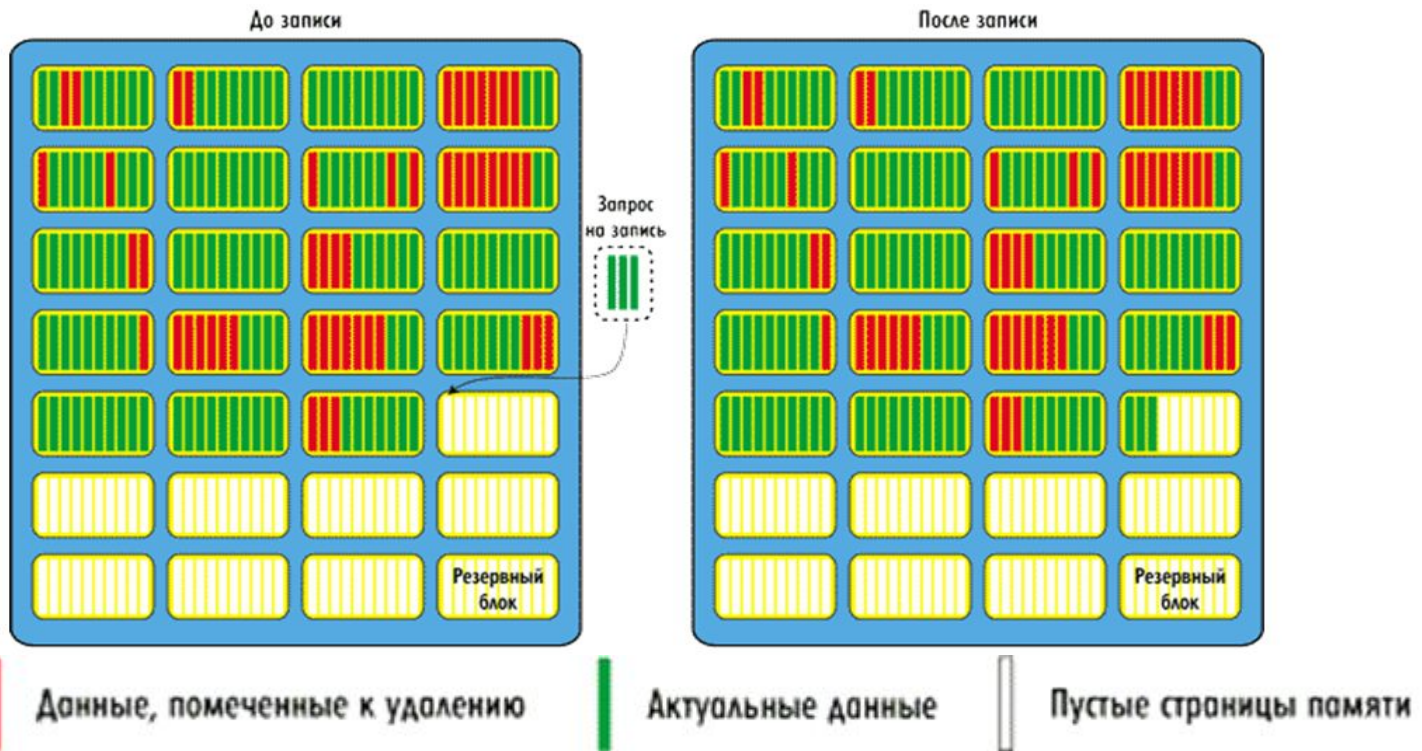 До записи
После записи
Запрос
на запись
Резервный
блок
Резервный
блок
Данные, помеченные к удалению
Актуальные данные
Пустые страницы памяти